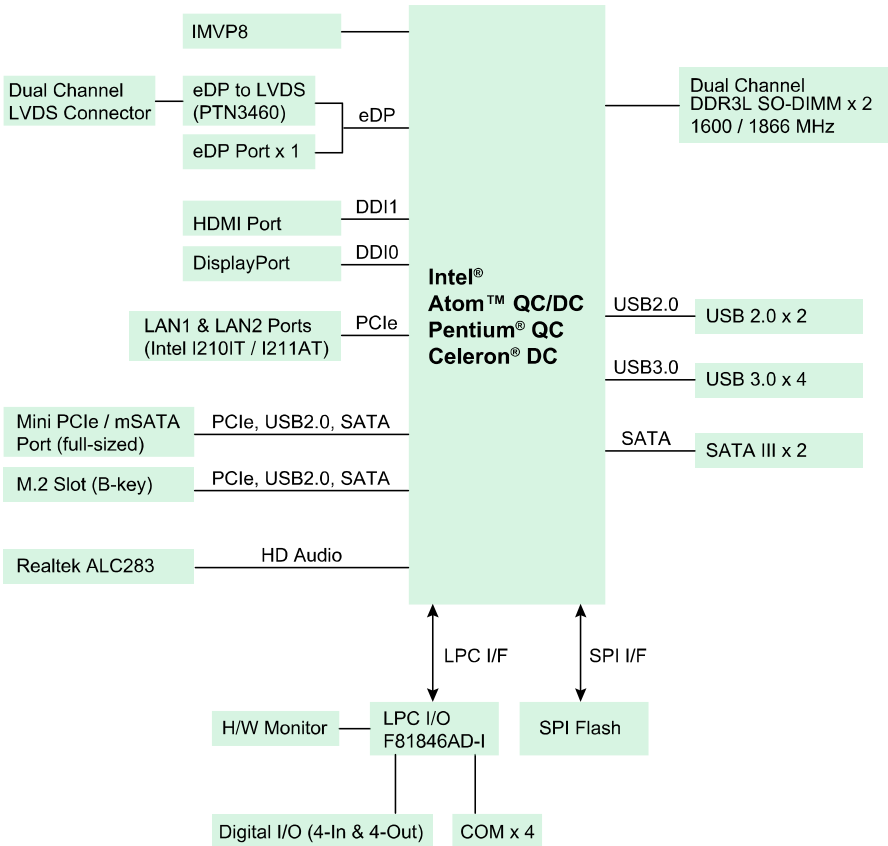 IMVP8
Dual Channel
LVDS Connector
eDP to LVDS
(PTN3460)
eDP
eDP Port x 1
Dual Channel
DDR3L SO-DIMM x 2
1600 / 1866 MHz
HDMI Port
DDI1
DisplayPort
DDI0
LAN1 & LAN2 Ports
(Intel I210IT / I211AT)
PCIe
Intel®
Atom™ QC/DC
Pentium® QC
Celeron® DC
USB2.0
USB 2.0 x 2
USB3.0
USB 3.0 x 4
SATA
SATA III x 2
Mini PCIe / mSATA
Port (full-sized)
PCIe, USB2.0, SATA
M.2 Slot (B-key)
PCIe, USB2.0, SATA
Realtek ALC283
HD Audio
LPC I/F
SPI I/F
H/W Monitor
LPC I/O
F81846AD-I
SPI Flash
Digital I/O (4-In & 4-Out)
COM x 4